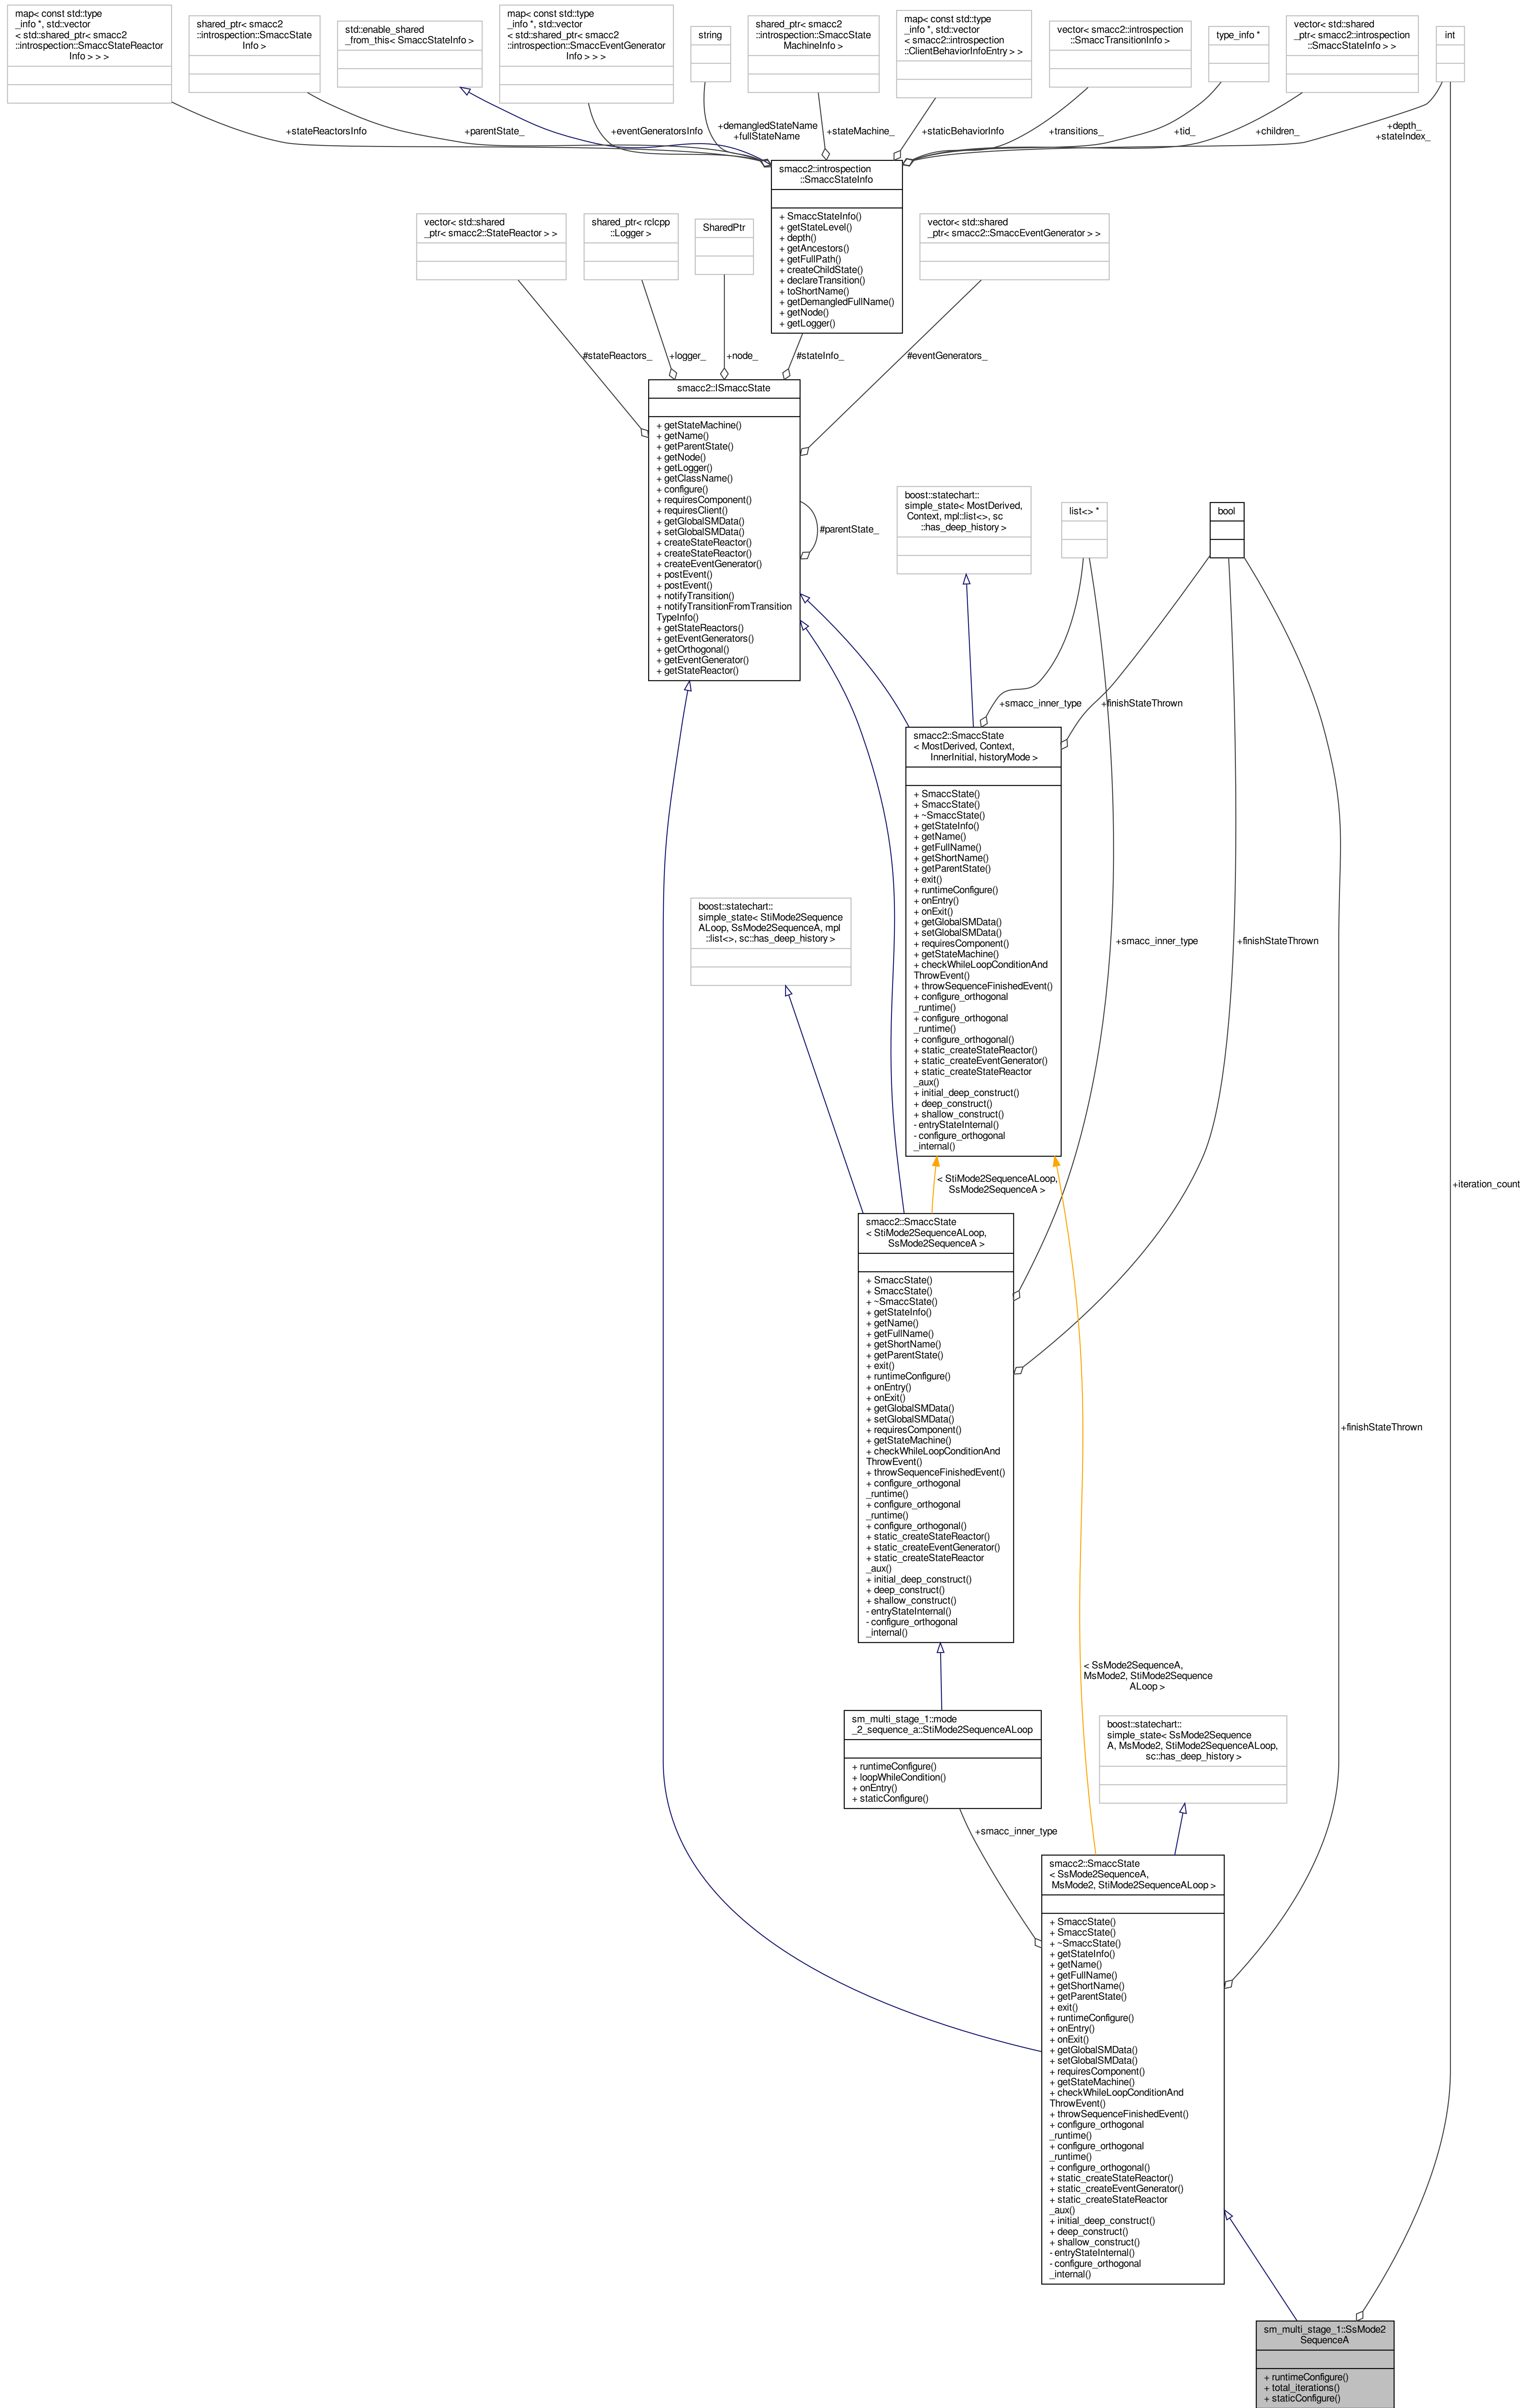 map< const std::type
_info *, std::vector
< std::shared_ptr< smacc2
::introspection::SmaccStateReactor
Info > > >
shared_ptr< smacc2
::introspection::SmaccState
Info >
std::enable_shared
_from_this< SmaccStateInfo >
map< const std::type
_info *, std::vector
< std::shared_ptr< smacc2
::introspection::SmaccEventGenerator
Info > > >
string
shared_ptr< smacc2
::introspection::SmaccState
MachineInfo >
map< const std::type
_info *, std::vector
< smacc2::introspection
::ClientBehaviorInfoEntry > >
vector< smacc2::introspection
::SmaccTransitionInfo >
type_info *
vector< std::shared
_ptr< smacc2::introspection
::SmaccStateInfo > >
int
+stateReactorsInfo
+parentState_
+eventGeneratorsInfo
+demangledStateName
+fullStateName
+stateMachine_
+staticBehaviorInfo
+transitions_
+tid_
+children_
+depth_
+stateIndex_
smacc2::introspection
::SmaccStateInfo
+ SmaccStateInfo()
+ getStateLevel()
+ depth()
+ getAncestors()
+ getFullPath()
+ createChildState()
+ declareTransition()
+ toShortName()
+ getDemangledFullName()
+ getNode()
+ getLogger()
vector< std::shared
_ptr< smacc2::StateReactor > >
shared_ptr< rclcpp
::Logger >
SharedPtr
vector< std::shared
_ptr< smacc2::SmaccEventGenerator > >
#stateReactors_
+logger_
+node_
#stateInfo_
#eventGenerators_
smacc2::ISmaccState
+ getStateMachine()
+ getName()
+ getParentState()
+ getNode()
+ getLogger()
+ getClassName()
+ configure()
+ requiresComponent()
+ requiresClient()
+ getGlobalSMData()
+ setGlobalSMData()
+ createStateReactor()
+ createStateReactor()
+ createEventGenerator()
+ postEvent()
+ postEvent()
+ notifyTransition()
+ notifyTransitionFromTransition
TypeInfo()
+ getStateReactors()
+ getEventGenerators()
+ getOrthogonal()
+ getEventGenerator()
+ getStateReactor()
#parentState_
boost::statechart::
simple_state< MostDerived,
Context, mpl::list<>, sc
::has_deep_history >
list<> *
bool
+smacc_inner_type
+finishStateThrown
smacc2::SmaccState
< MostDerived, Context,
InnerInitial, historyMode >
+ SmaccState()
+ SmaccState()
+ ~SmaccState()
+ getStateInfo()
+ getName()
+ getFullName()
+ getShortName()
+ getParentState()
+ exit()
+ runtimeConfigure()
+ onEntry()
+ onExit()
+ getGlobalSMData()
+ setGlobalSMData()
+ requiresComponent()
+ getStateMachine()
+ checkWhileLoopConditionAnd
ThrowEvent()
+ throwSequenceFinishedEvent()
+ configure_orthogonal
_runtime()
+ configure_orthogonal
_runtime()
+ configure_orthogonal()
+ static_createStateReactor()
+ static_createEventGenerator()
+ static_createStateReactor
_aux()
+ initial_deep_construct()
+ deep_construct()
+ shallow_construct()
- entryStateInternal()
- configure_orthogonal
_internal()
boost::statechart::
simple_state< StiMode2Sequence
ALoop, SsMode2SequenceA, mpl
::list<>, sc::has_deep_history >
+smacc_inner_type
+finishStateThrown
< StiMode2SequenceALoop,
SsMode2SequenceA >
+iteration_count
smacc2::SmaccState
< StiMode2SequenceALoop,
SsMode2SequenceA >
+ SmaccState()
+ SmaccState()
+ ~SmaccState()
+ getStateInfo()
+ getName()
+ getFullName()
+ getShortName()
+ getParentState()
+ exit()
+ runtimeConfigure()
+ onEntry()
+ onExit()
+ getGlobalSMData()
+ setGlobalSMData()
+ requiresComponent()
+ getStateMachine()
+ checkWhileLoopConditionAnd
ThrowEvent()
+ throwSequenceFinishedEvent()
+ configure_orthogonal
_runtime()
+ configure_orthogonal
_runtime()
+ configure_orthogonal()
+ static_createStateReactor()
+ static_createEventGenerator()
+ static_createStateReactor
_aux()
+ initial_deep_construct()
+ deep_construct()
+ shallow_construct()
- entryStateInternal()
- configure_orthogonal
_internal()
+finishStateThrown
< SsMode2SequenceA,
MsMode2, StiMode2Sequence
ALoop >
sm_multi_stage_1::mode
_2_sequence_a::StiMode2SequenceALoop
+ runtimeConfigure()
+ loopWhileCondition()
+ onEntry()
+ staticConfigure()
boost::statechart::
simple_state< SsMode2Sequence
A, MsMode2, StiMode2SequenceALoop,
sc::has_deep_history >
+smacc_inner_type
smacc2::SmaccState
< SsMode2SequenceA,
MsMode2, StiMode2SequenceALoop >
+ SmaccState()
+ SmaccState()
+ ~SmaccState()
+ getStateInfo()
+ getName()
+ getFullName()
+ getShortName()
+ getParentState()
+ exit()
+ runtimeConfigure()
+ onEntry()
+ onExit()
+ getGlobalSMData()
+ setGlobalSMData()
+ requiresComponent()
+ getStateMachine()
+ checkWhileLoopConditionAnd
ThrowEvent()
+ throwSequenceFinishedEvent()
+ configure_orthogonal
_runtime()
+ configure_orthogonal
_runtime()
+ configure_orthogonal()
+ static_createStateReactor()
+ static_createEventGenerator()
+ static_createStateReactor
_aux()
+ initial_deep_construct()
+ deep_construct()
+ shallow_construct()
- entryStateInternal()
- configure_orthogonal
_internal()
sm_multi_stage_1::SsMode2
SequenceA
+ runtimeConfigure()
+ total_iterations()
+ staticConfigure()